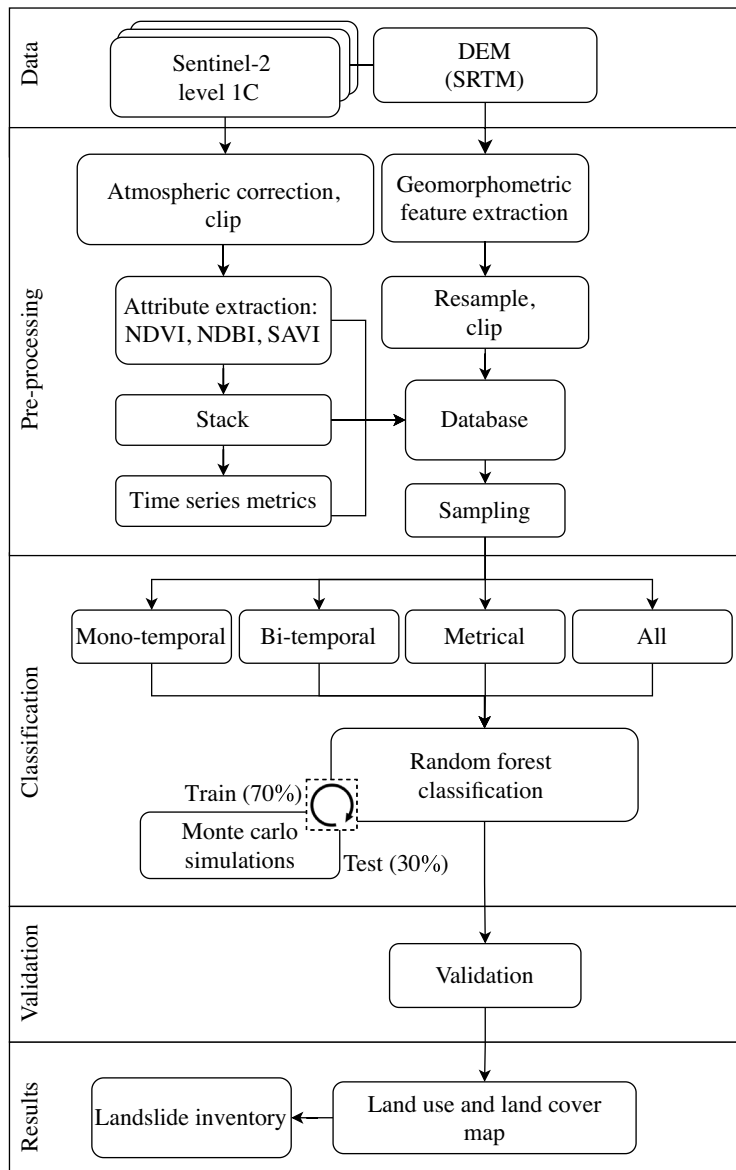 Data
Sentinel-2
level 1C
DEM
(SRTM)
Pre-processing
Atmospheric correction,
clip
Geomorphometric
feature extraction
Attribute extraction:
NDVI, NDBI, SAVI
Resample,
clip
Stack
Database
Time series metrics
Sampling
Classification
Mono-temporal
Bi-temporal
Metrical
All
Random forest
classification
Train (70%)
Monte carlo
simulations
Test (30%)
Validation
Validation
Results
Landslide inventory
Land use and land cover
map